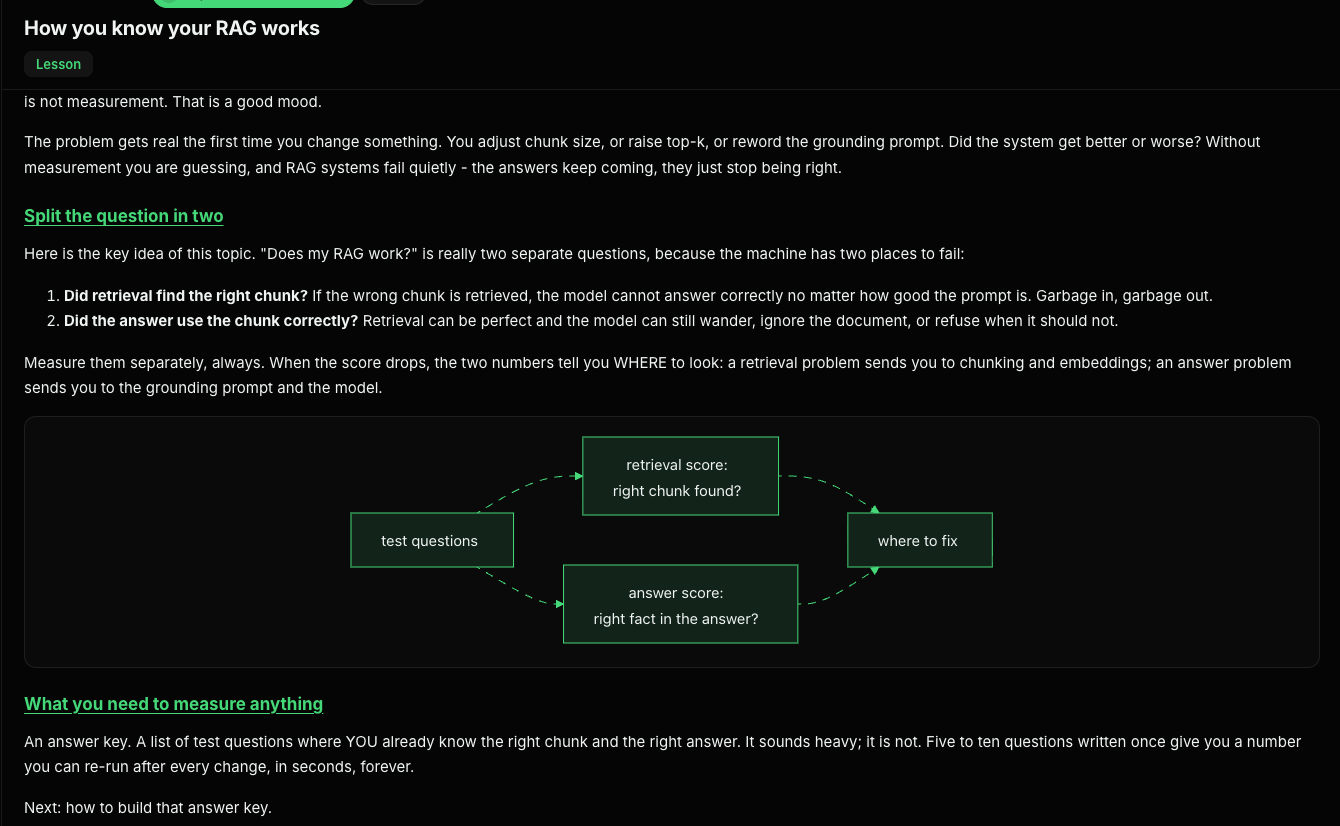 How you know your RAG works
Lesson
is not measurement. That is a good mood.
The problem gets real the first time you change something. You adjust chunk size, or raise top-k, or reword the grounding prompt. Did the system get better or worse? Without
measurement you are guessing, and RAG systems fail quietly - the answers keep coming, they just stop being right.
Split the question in two
Here is the key idea of this topic. "Does my RAG work?" is really two separate questions, because the machine has two places to fail:
1. Did retrieval find the right chunk? If the wrong chunk is retrieved, the model cannot answer correctly no matter how good the prompt is. Garbage in, garbage out.
2. Did the answer use the chunk correctly? Retrieval can be perfect and the model can still wander, ignore the document, or refuse when it should not.
Measure them separately, always. When the score drops, the two numbers tell you WHERE to look: a retrieval problem sends you to chunking and embeddings; an answer problem
sends you to the grounding prompt and the model.
retrieval score:
right chunk found?
test questions
where to fix
answer score:
right fact in the answer?
What you need to measure anything
An answer key. A list of test questions where YOU already know the right chunk and the right answer. It sounds heavy; it is not. Five to ten questions written once give you a number
you can re-run after every change, in seconds, forever.
Next: how to build that answer key.